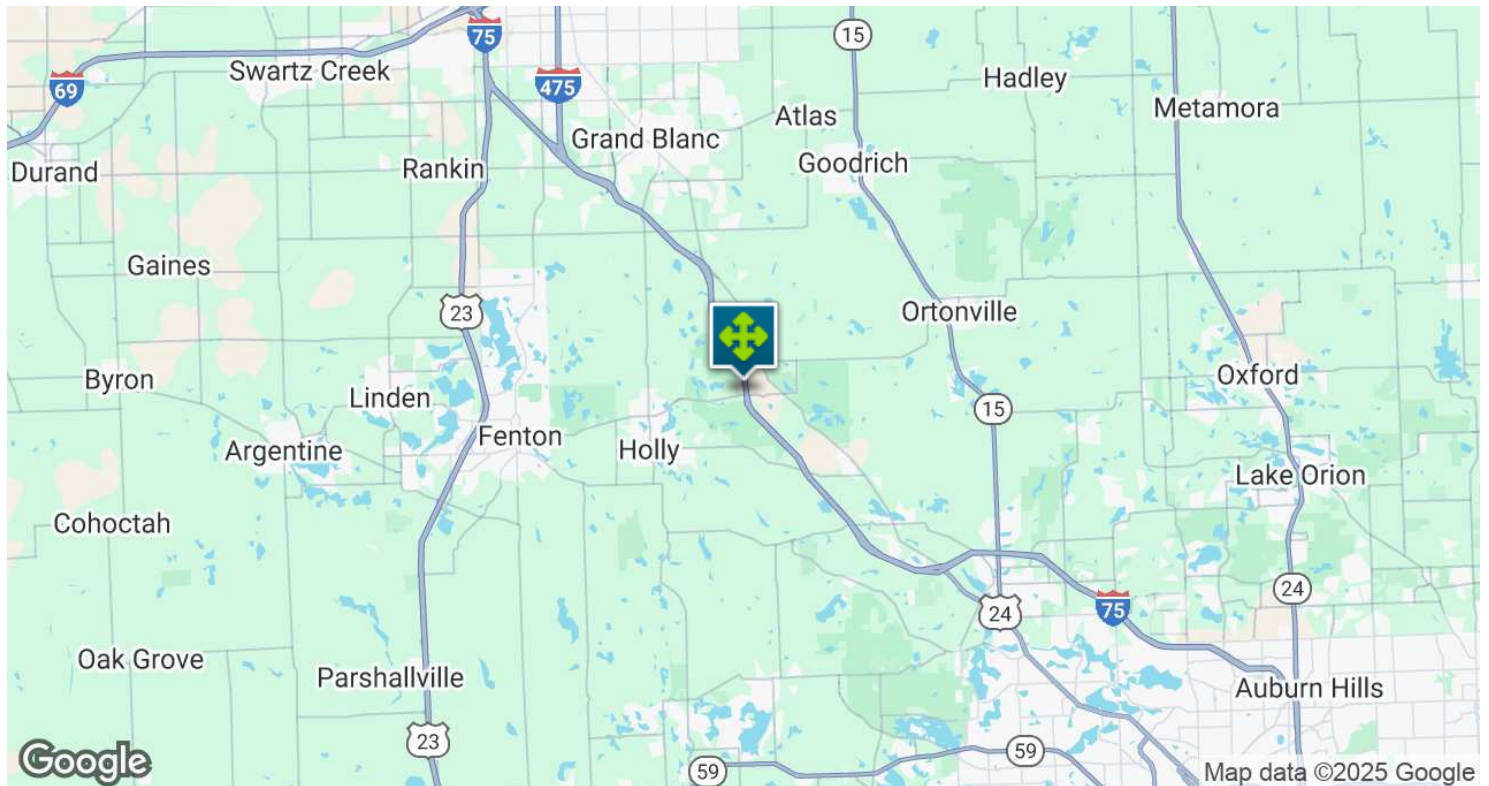 75
15
Swartz Creek
Hadley
69
475
Metamora
Atlas
Grand Blanc
Durand
Rankin
Goodrich
Gaines
23
Ortonville
Byron
Linden
Oxford
15
Fenton
Argentine
Holly
Lake Orion
Cohoctah
24
24
75
Oak Grove
Parshallville
Auburn Hills
23
59
59
Google
Map data ©2025 Google